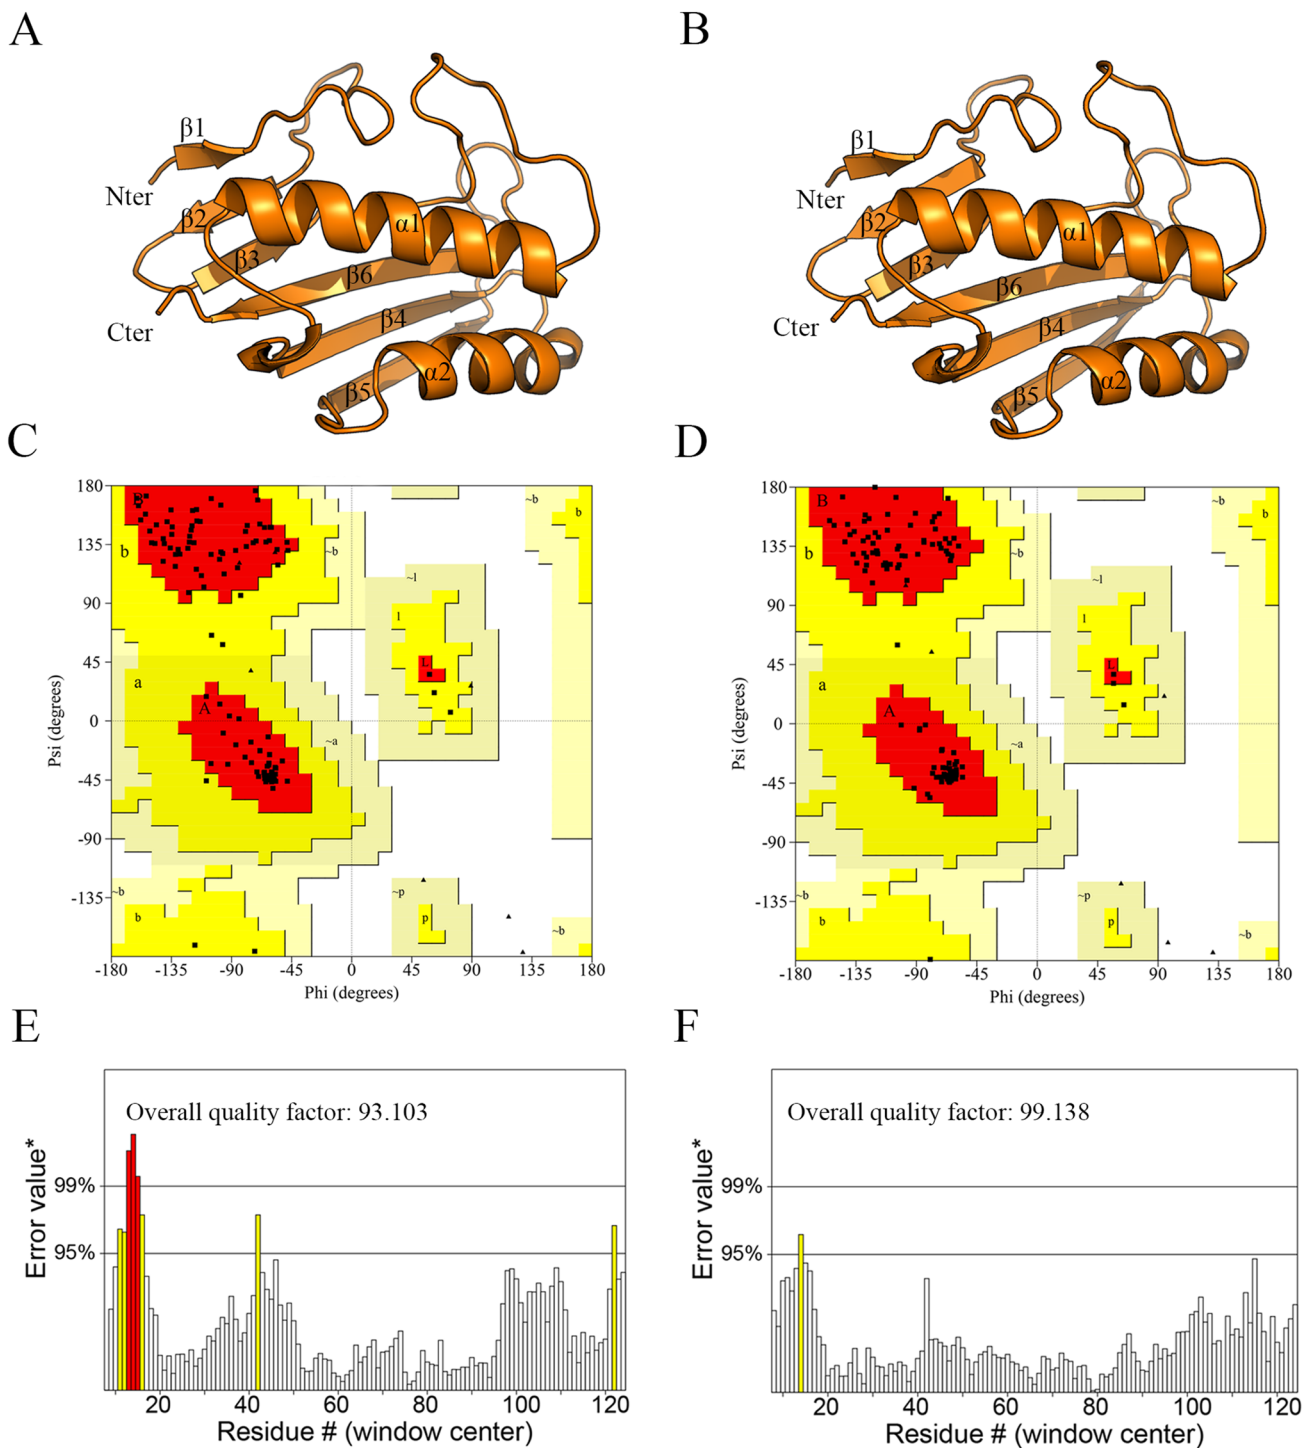 A
B
β1
Nter
β2
α1
β3
β6
Cter
β4
α2
β5
β1
Nter
β2
α1
β3
β6
Cter
β4
α2
β5
C
D
180
135
90
45
0
-45
-90
-135
Psi (degrees)
B
b
~b
~b
b
~l
l
L
a
A
~a
~b
b
~p
p
~b
-180
-135
-90
-45
0
45
90
135
180
Phi (degrees)
180
135
90
45
0
-45
-90
-135
Psi (degrees)
B
b
~b
~b
b
~l
l
L
a
A
~a
~b
b
~p
p
~b
-180
-135
-90
-45
0
45
90
135
180
Phi (degrees)
E
F
Overall quality factor: 93.103
99%
95%
Error value*
20
40
60
80
100
120
Residue # (window center)
Overall quality factor: 99.138
99%
95%
Error value*
20
40
60
80
100
120
Residue # (window center)